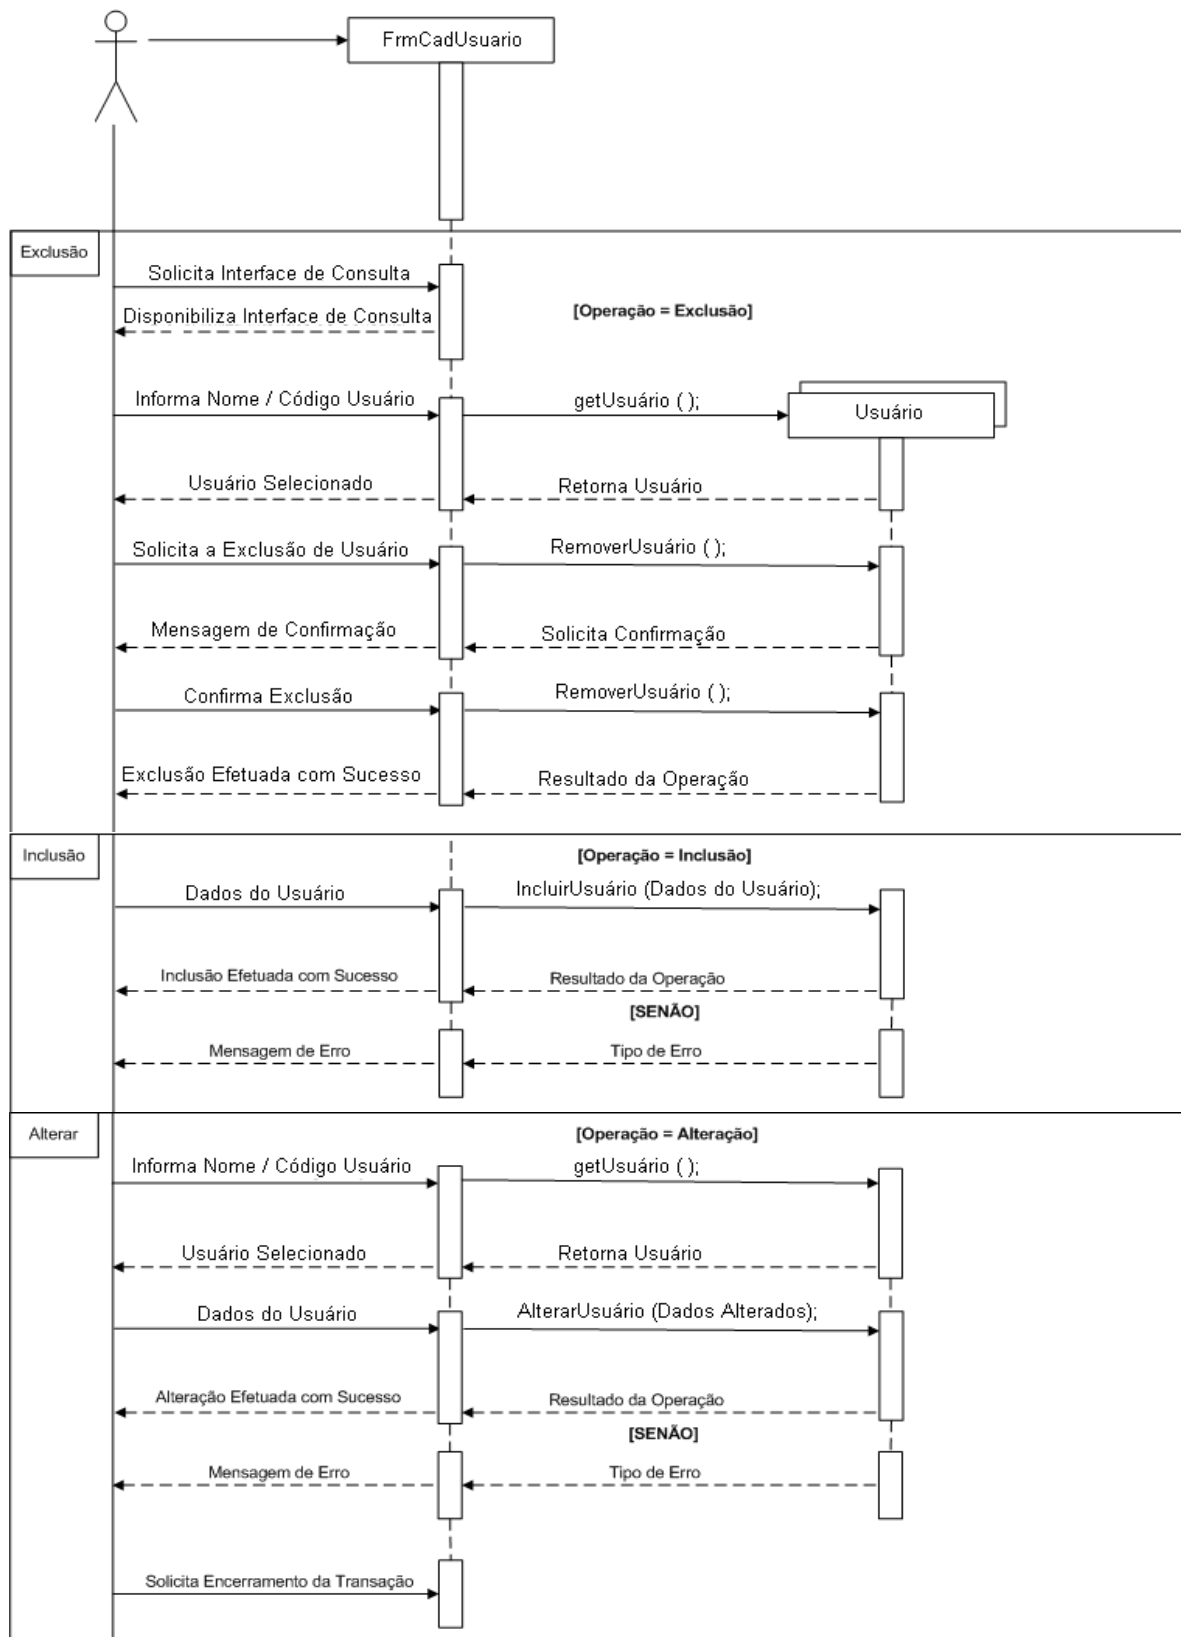 FrmCadUsuario
Exclusão
Solicita Interface de Consulta
[Operação = Exclusão]
Disponibiliza Interface de Consulta
Informa Nome / Código Usuário
getUsuário ( );
Usuário
Usuário Selecionado
Retorna Usuário
Solicita a Exclusão de Usuário
RemoverUsuário ( );
Mensagem de Confirmação
Solicita Confirmação
Confirma Exclusão
RemoverUsuário ( );
Exclusão Efetuada com Sucesso
Resultado da Operação
Inclusão
[Operação = Inclusão]
Dados do Usuário
IncluirUsuário (Dados do Usuário);
Inclusão Efetuada com Sucesso
Resultado da Operação
[SENÃO]
Mensagem de Erro
Tipo de Erro
Alterar
[Operação = Alteração]
Informa Nome / Código Usuário
getUsuário ( );
Usuário Selecionado
Retorna Usuário
Dados do Usuário
AlterarUsuário (Dados Alterados);
Alteração Efetuada com Sucesso
Resultado da Operação
[SENÃO]
Mensagem de Erro
Tipo de Erro
Solicita Encerramento da Transação